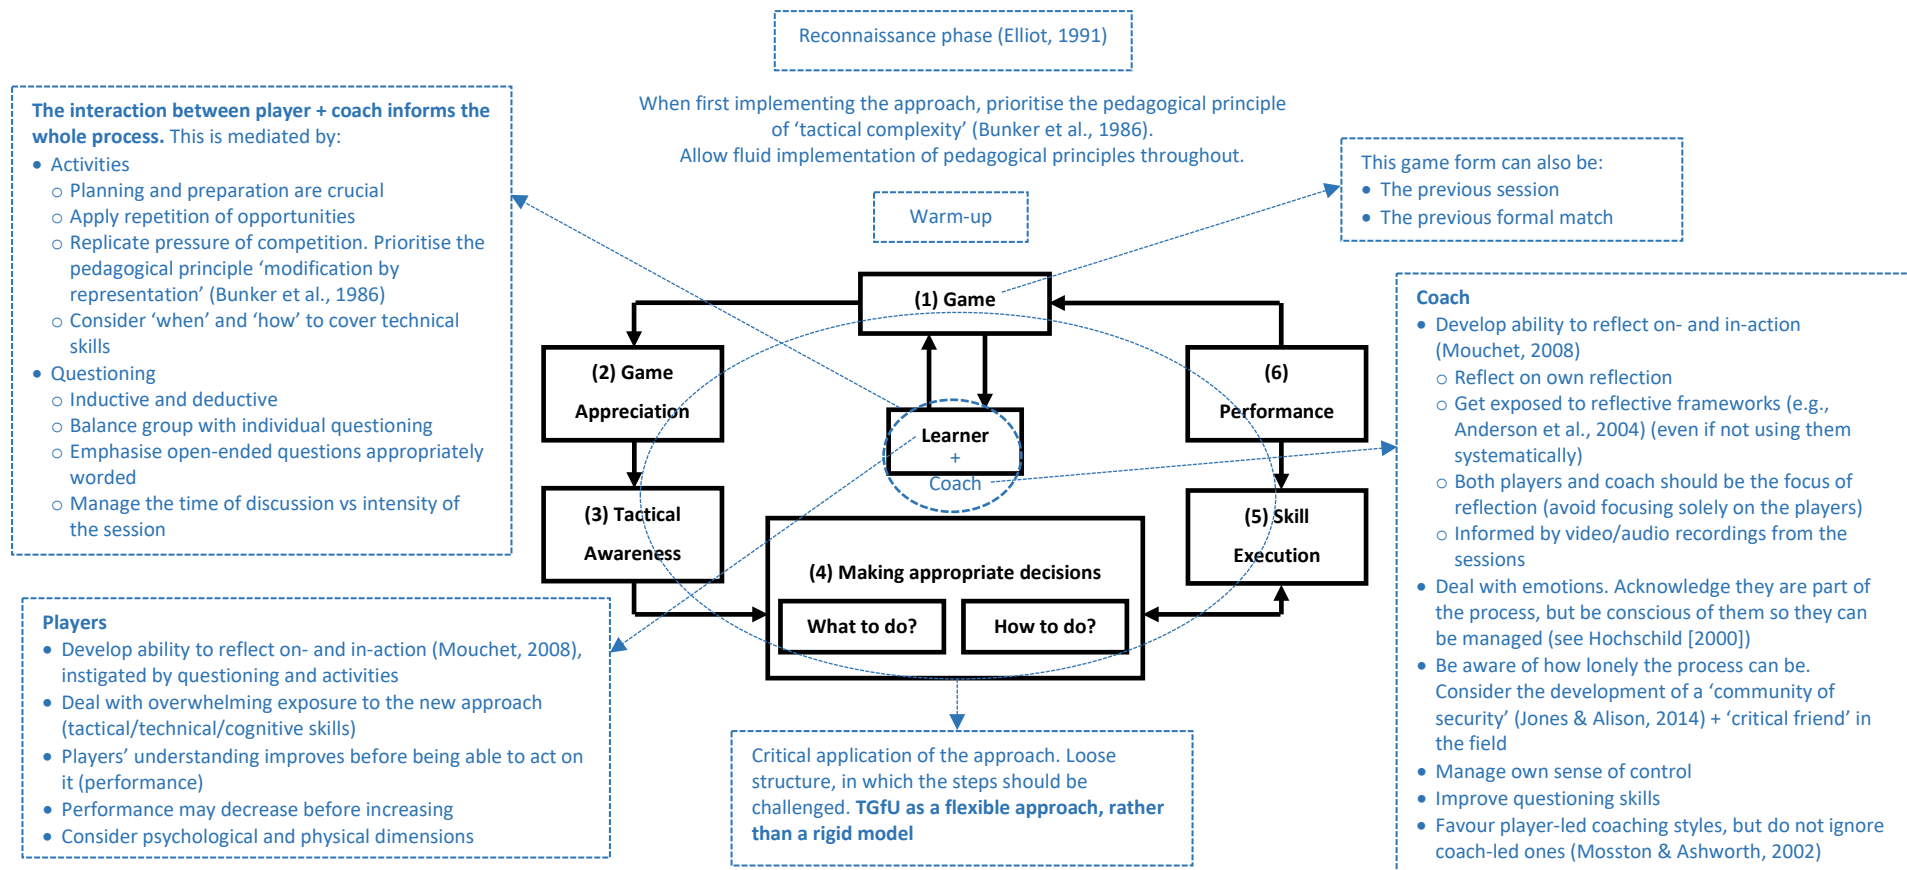 Reconnaissance phase (Elliot, 1991)
When first implementing the approach, prioritise the pedagogical principle
of ‘tactical complexity’ (Bunker et al., 1986).
Allow fluid implementation of pedagogical principles throughout.
Warm-up
The interaction between player + coach informs the
whole process. This is mediated by:
• Activities
o Planning and preparation are crucial
o Apply repetition of opportunities
o Replicate pressure of competition. Prioritise the
pedagogical principle ‘modification by
representation’ (Bunker et al., 1986)
o Consider ‘when’ and ‘how’ to cover technical
skills
• Questioning
o Inductive and deductive
o Balance group with individual questioning
o Emphasise open-ended questions appropriately
worded
o Manage the time of discussion vs intensity of
the session
This game form can also be:
• The previous session
• The previous formal match
(1) Game
(2) Game
Appreciation
(3) Tactical
Awareness
(4) Making appropriate decisions
What to do?
How to do?
(5) Skill
Execution
(6)
Performance
Learner
+
Coach
Players
• Develop ability to reflect on- and in-action (Mouchet, 2008),
instigated by questioning and activities
• Deal with overwhelming exposure to the new approach
(tactical/technical/cognitive skills)
• Players’ understanding improves before being able to act on
it (performance)
• Performance may decrease before increasing
• Consider psychological and physical dimensions
Critical application of the approach. Loose
structure, in which the steps should be
challenged. TGfU as a flexible approach, rather
than a rigid model
Coach
• Develop ability to reflect on- and in-action
(Mouchet, 2008)
o Reflect on own reflection
o Get exposed to reflective frameworks (e.g.,
Anderson et al., 2004) (even if not using them
systematically)
o Both players and coach should be the focus of
reflection (avoid focusing solely on the players)
o Informed by video/audio recordings from the
sessions
• Deal with emotions. Acknowledge they are part of
the process, but be conscious of them so they can
be managed (see Hochschild [2000])
• Be aware of how lonely the process can be.
Consider the development of a ‘community of
security’ (Jones & Alison, 2014) + ‘critical friend’ in
the field
• Manage own sense of control
• Improve questioning skills
• Favour player-led coaching styles, but do not ignore
coach-led ones (Mosston & Ashworth, 2002)